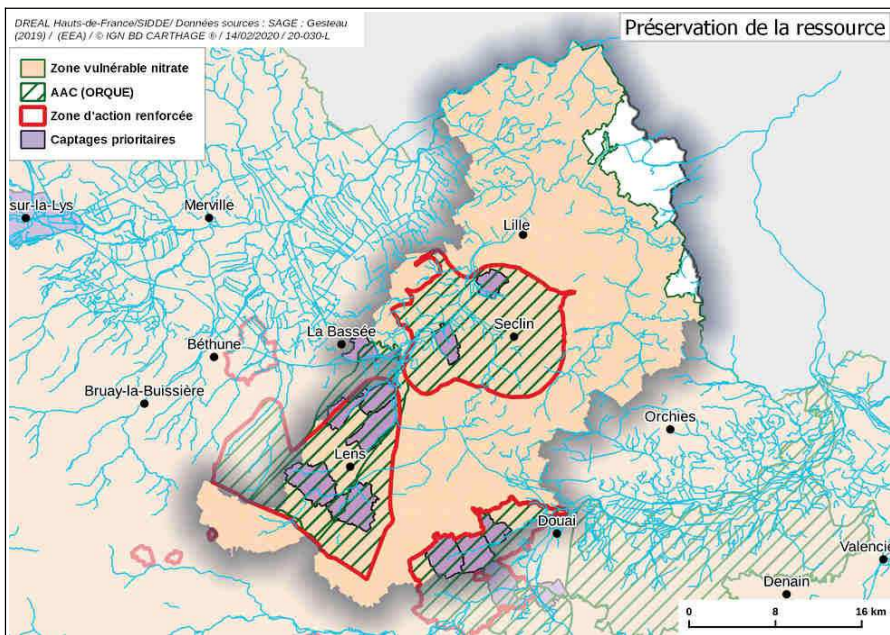 DREAL Hauts-de-France/SIDDE/ Données sources : SAGE : Gesteau
(2019) / (EEA) / © IGN BD CARTHAGE ® / 14/02/2020 / 20-030-L
Préservation de la ressource
Zone vulnérable nitrate
AAC (ORQUE)
Zone d'action renforcée
Captages prioritaires
sur-la-Lys
Merville
Lille
La Bassée
Seclin
Béthune
Bruay-la-Buissière
Orchies
Lens
Douai
Valencie
Denain
0 8 16 km